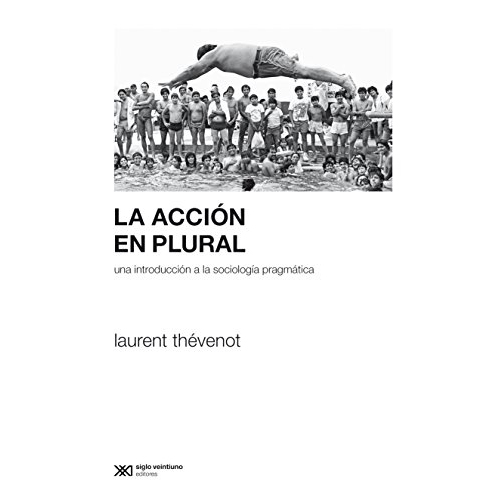 LA ACCIÓN
EN PLURAL
una introducción a la sociología pragmática
laurent thévenot
siglo veintiuno
editores